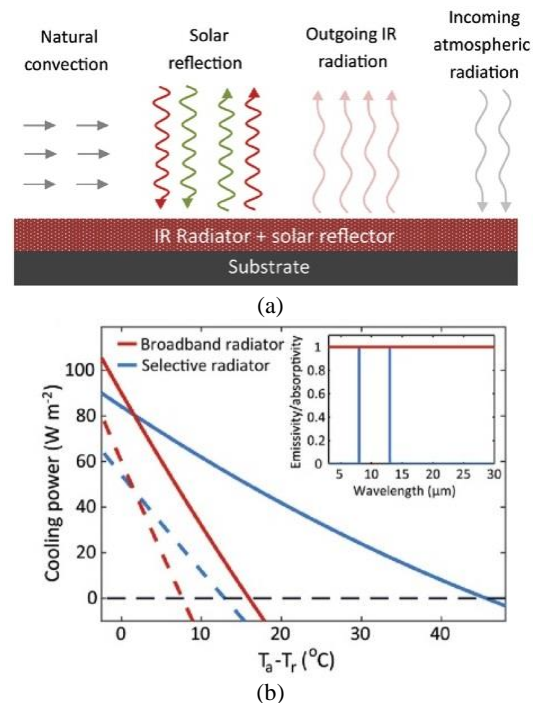 Natural
convection
Solar
reflection
Outgoing IR
radiation
Incoming
atmospheric
radiation
IR Radiator + solar reflector
Substrate
(a)
Broadband radiator
Selective radiator
Cooling power (W m⁻²)
100
80
60
40
20
0
0
10
20
30
40
Tₐ-Tᵣ (°C)
Emissivity/absorptivity
1
0.8
0.6
0.4
0.2
0
5
10
15
20
25
30
Wavelength (µm)
(b)